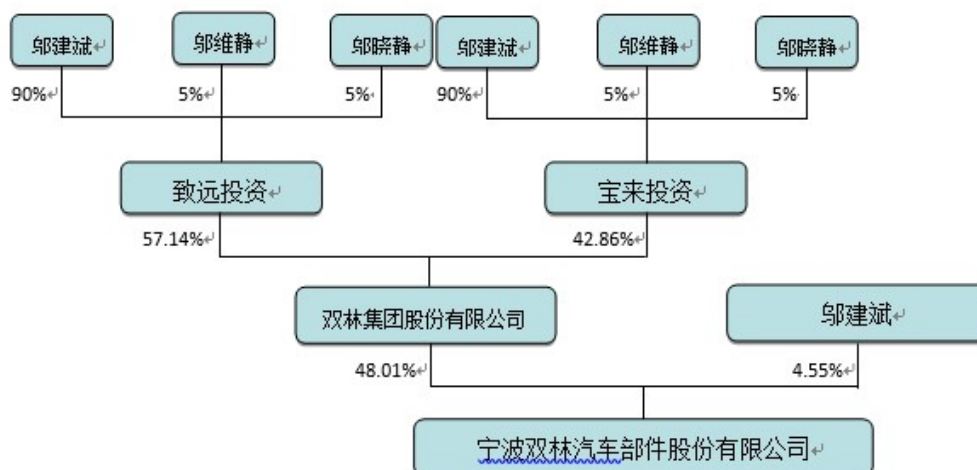 邬建斌
邬维静
邬晓静
邬建斌
邬维静
邬晓静
90%
5%
5%
90%
5%
5%
致远投资
宝来投资
57.14%
42.86%
双林集团股份有限公司
邬建斌
48.01%
4.55%
宁波双林汽车部件股份有限公司